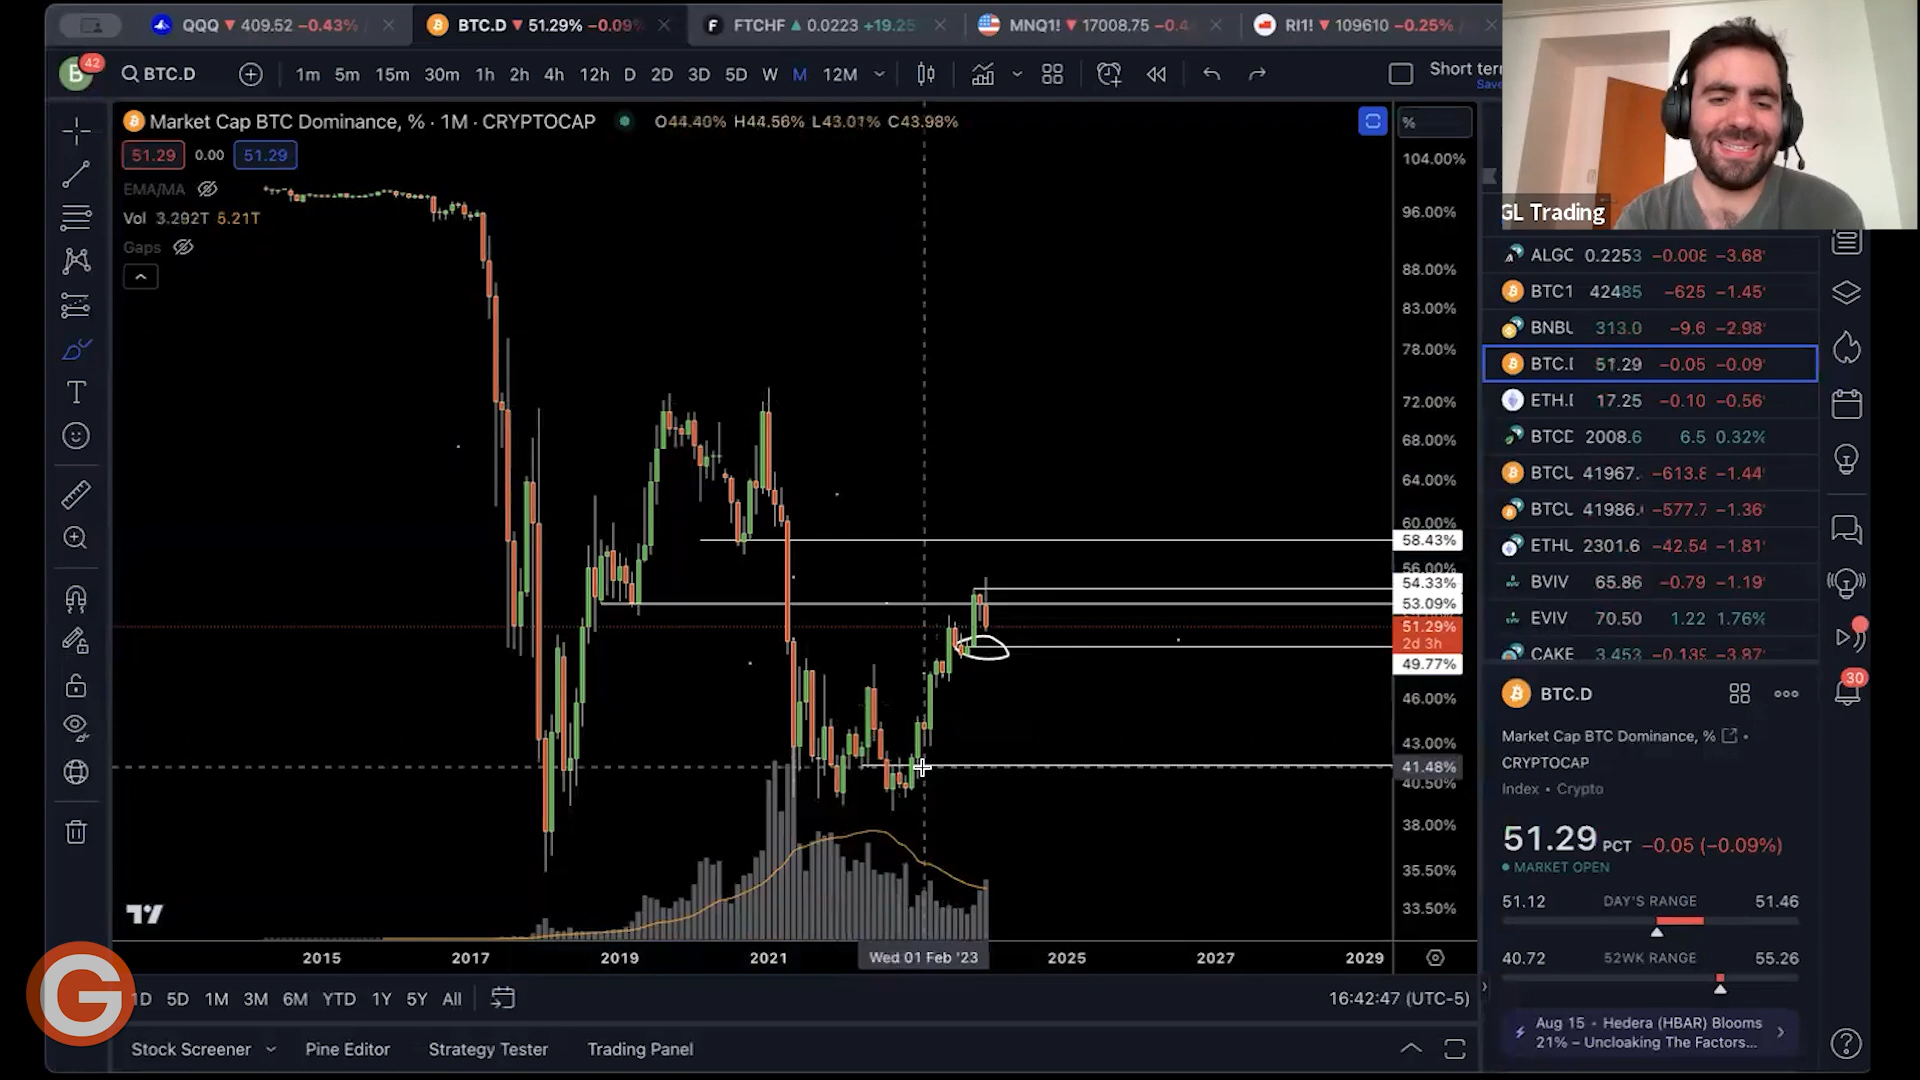 QQQ 409.52 −0.43%
BTC.D 51.29% −0.09%
FTCHF 0.0223 +19.25
MNQ1! 17008.75 −0.4
RI1! 109610 −0.25%
B 42 BTC.D 1m 5m 15m 30m 1h 2h 4h 12h D 2D 3D 5D W M 12M Short ter
Save
Market Cap BTC Dominance, % · 1M · CRYPTOCAP O44.40% H44.56% L43.01% C43.98%
51.29 0.00 51.29
EMA/MA
Vol 3.292T 5.21T
Gaps
%
104.00%
96.00%
88.00%
83.00%
78.00%
72.00%
68.00%
64.00%
60.00%
58.43%
56.00%
54.33%
53.09%
51.29%
2d 3h
49.77%
46.00%
43.00%
41.48%
40.50%
38.00%
35.50%
33.50%
2015 2017 2019 2021 Wed 01 Feb '23 2025 2027 2029
1D 5D 1M 3M 6M YTD 1Y 5Y All 16:42:47 (UTC-5)
Stock Screener Pine Editor Strategy Tester Trading Panel
G
GL Trading
ALGC 0.2253 −0.008 −3.68
BTC1 42485 −625 −1.45
BNBU 313.0 −9.6 −2.98
BTC.D 51.29 −0.05 −0.09
ETH.D 17.25 −0.10 −0.56
BTCD 2008.6 6.5 0.32%
BTCU 41967. −613.8 −1.44
BTCU 41986. −577.7 −1.36
ETHU 2301.6 −42.54 −1.81
BVIV 65.86 −0.79 −1.19
EVIV 70.50 1.22 1.76%
CAKE 3.453 −0.139 −3.87
30
BTC.D
Market Cap BTC Dominance, % •
CRYPTOCAP
Index • Crypto
51.29 PCT −0.05 (−0.09%)
MARKET OPEN
51.12 DAY'S RANGE 51.46
40.72 52WK RANGE 55.26
Aug 15 • Hedera (HBAR) Blooms
21% – Uncloaking The Factors...